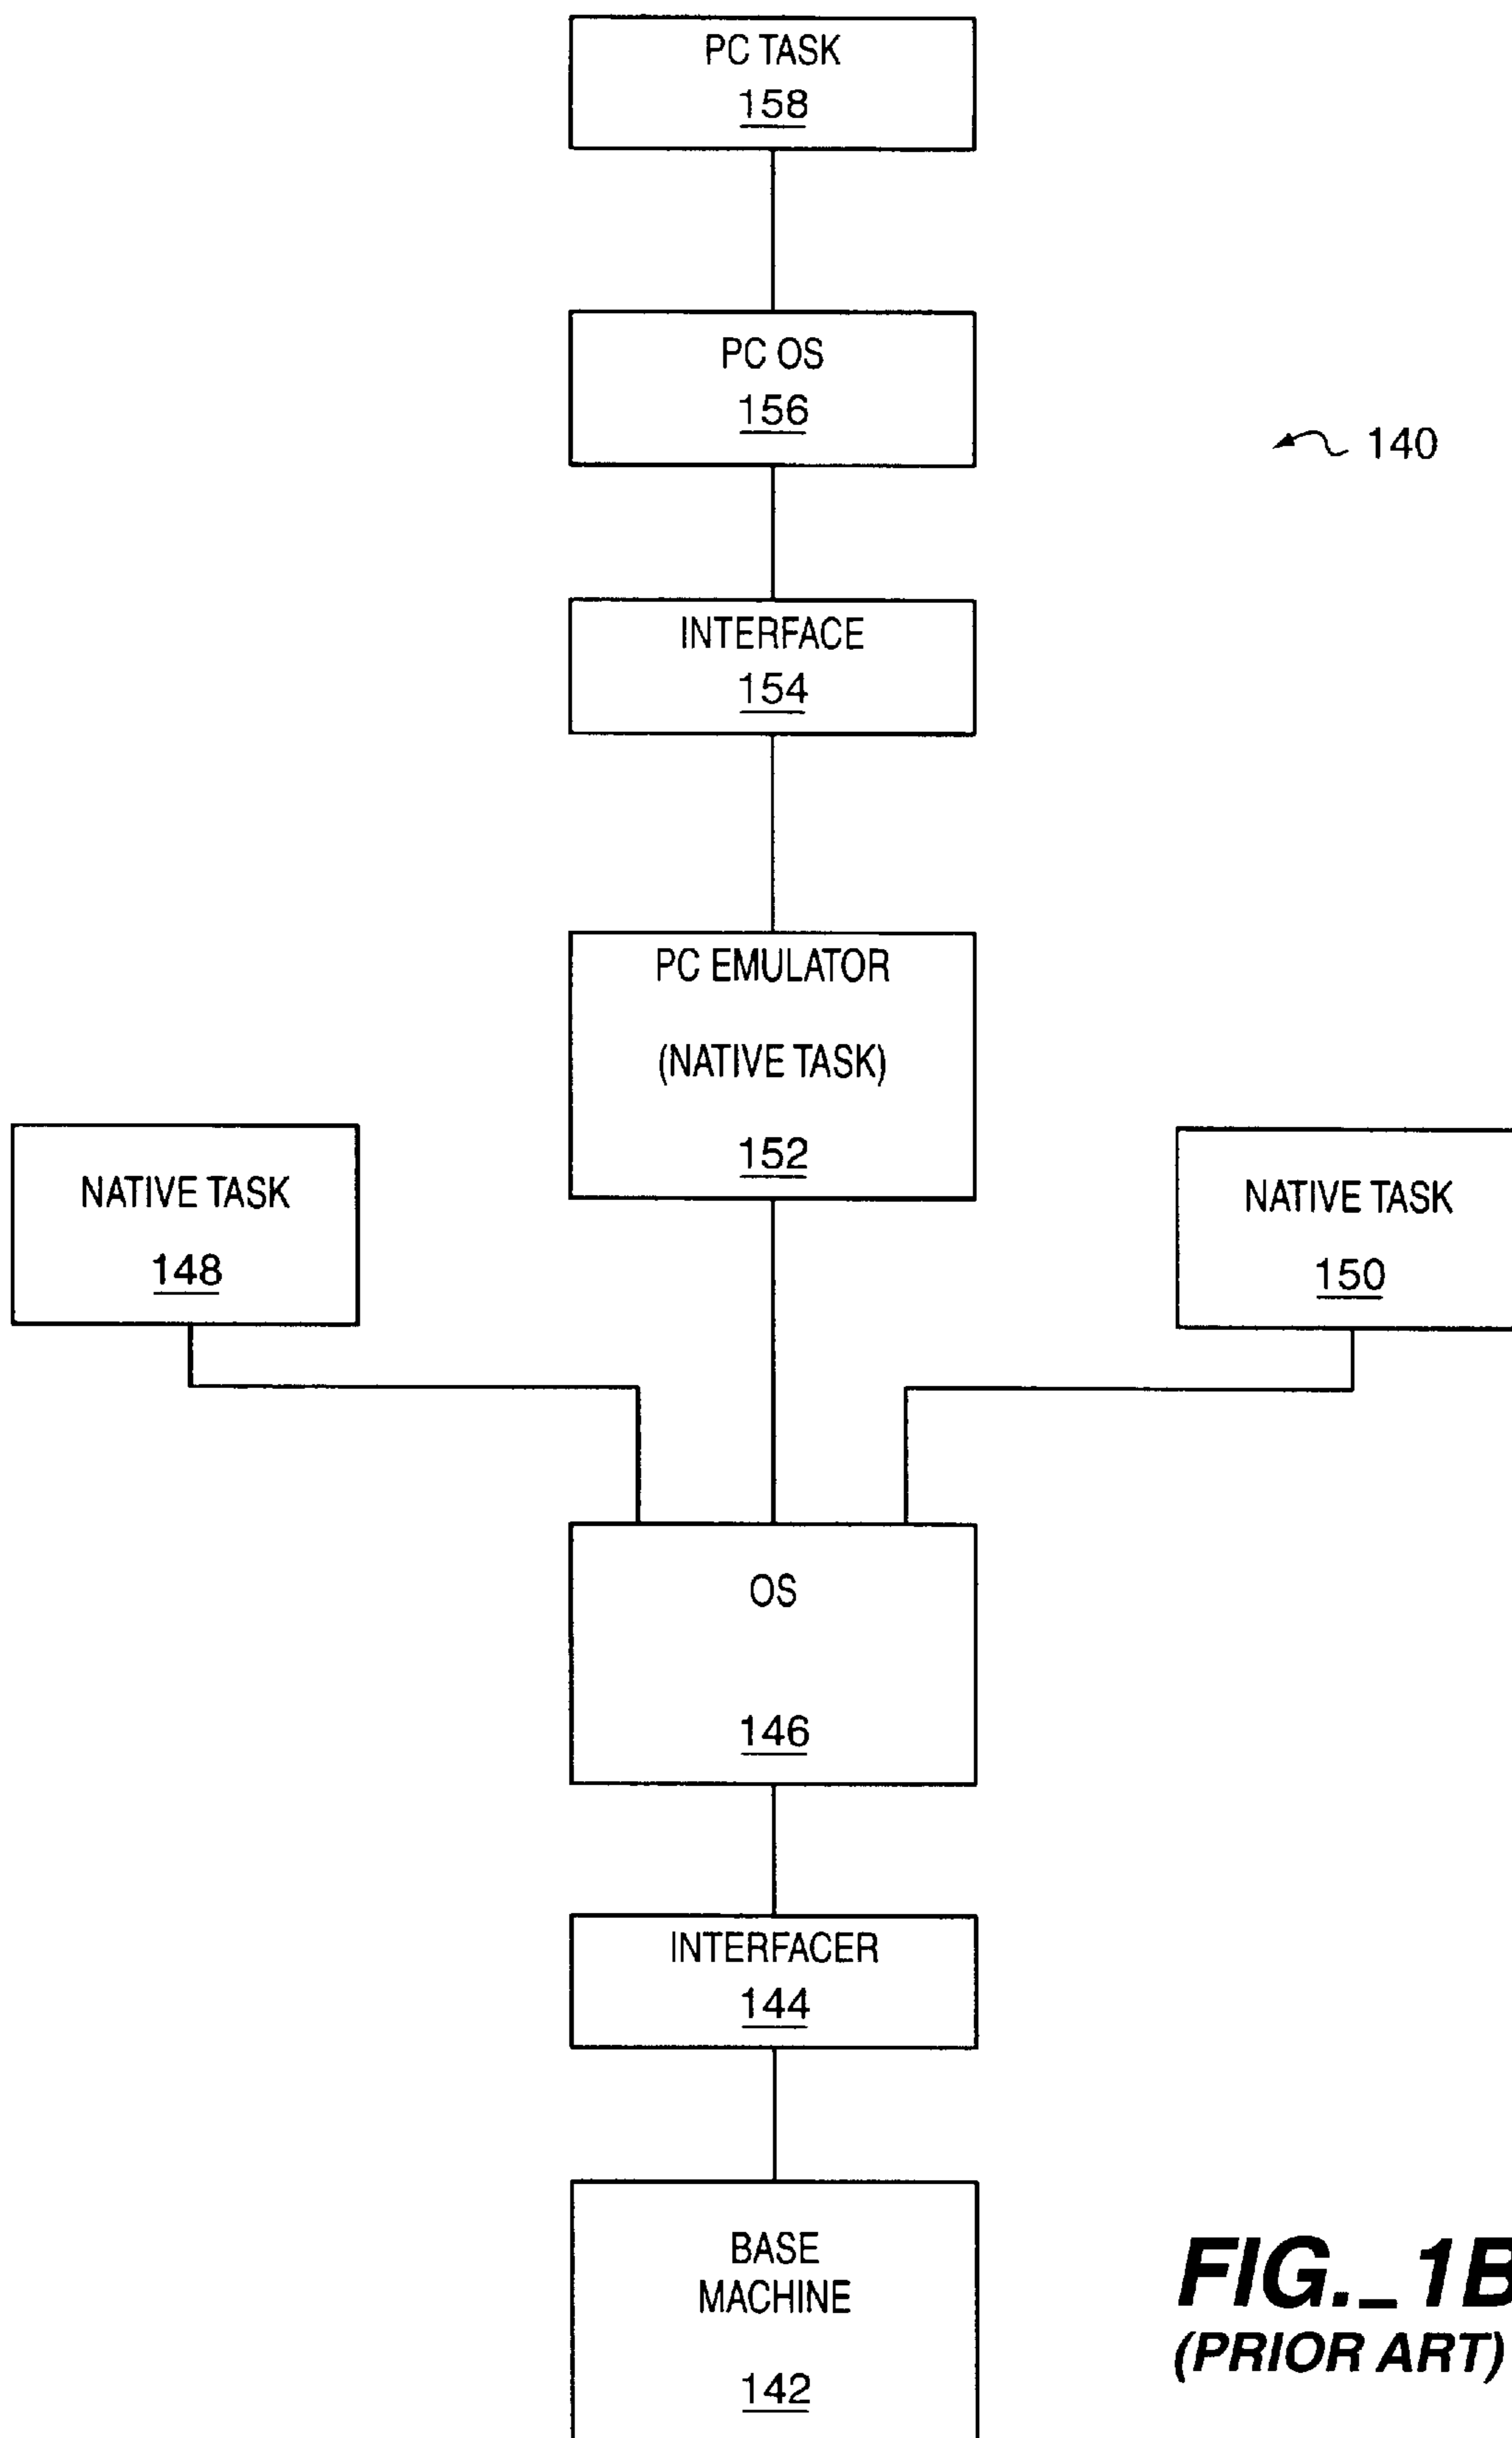 PC TASK
158
PC OS
156
140
INTERFACE
154
PC EMULATOR
(NATIVE TASK)
152
NATIVE TASK
148
NATIVE TASK
150
OS
146
INTERFACER
144
BASE
MACHINE
142
FIG._1B
(PRIOR ART)